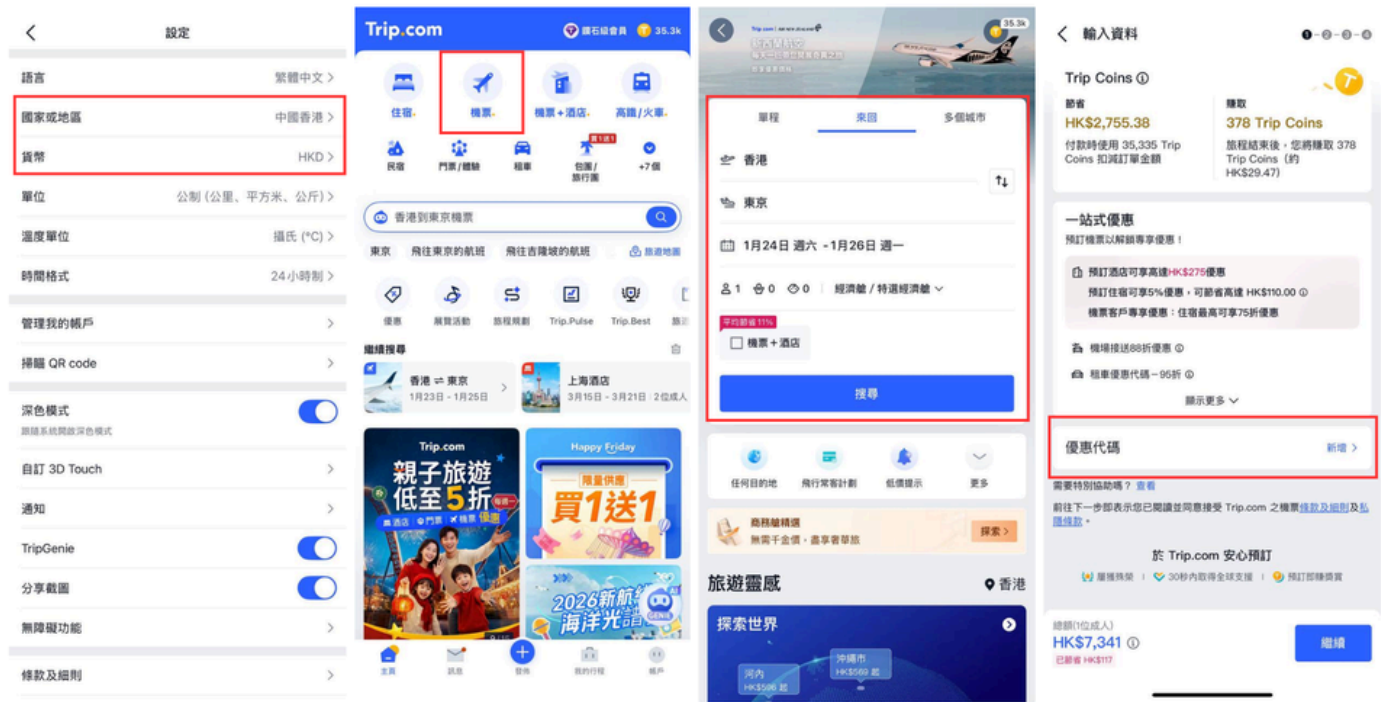 設定
語言
繁體中文
國家或地區
中國香港
貨幣
HKD
單位
公制 (公里、平方米、公斤)
溫度單位
攝氏 (°C)
時間格式
24小時制
管理我的帳戶
掃瞄 QR code
深色模式
跟隨系統開啟深色模式
自訂 3D Touch
通知
TripGenie
分享截圖
無障礙功能
條款及細則
Trip.com
鑽石級會員
35.3k
住宿
機票
機票+酒店
高鐵/火車
買1送1
民宿
門票/體驗
租車
包團/
旅行團
+7個
香港到東京機票
東京
飛往東京的航班
飛往吉隆坡的航班
旅遊地圖
優惠
展覽活動
旅程規劃
Trip.Pulse
Trip.Best
繼續搜尋
香港 ⇌ 東京
1月23日 - 1月25日
上海酒店
3月15日 - 3月21日
2位成人
Trip.com
親子旅遊
低至5折
酒店
門票
機票
優惠
Happy Friday
限量供應
買1送1
2026新航
海洋光譜
GENIE
主頁
訊息
發佈
我的行程
帳戶
35.3k
單程
來回
多個城市
香港
東京
1月24日 週六 - 1月26日 週一
1
0
0
經濟艙 / 特選經濟艙
平均節省11%
機票+酒店
搜尋
任何目的地
飛行常客計劃
低價提示
更多
商務艙精選
無需千金價,盡享奢華旅
探索
旅遊靈感
香港
探索世界
河內
HK$596 起
沖繩市
HK$569 起
輸入資料
1-2-3-4
Trip Coins
節省
HK$2,755.38
付款時使用 35,335 Trip
Coins 扣減訂單金額
賺取
378 Trip Coins
旅程結束後,您將賺取 378
Trip Coins(約
HK$29.47)
一站式優惠
預訂機票以解鎖專享優惠!
預訂酒店可享高達HK$275優惠
預訂住宿可享5%優惠,可節省高達 HK$110.00
機票客戶專享優惠:住宿最高可享75折優惠
機場接送88折優惠
租車優惠代碼-95折
顯示更多
優惠代碼
新增
需要特別協助嗎? 查看
前往下一步即表示您已閱讀並同意接受 Trip.com 之機票條款及細則及私
隱條款。
於 Trip.com 安心預訂
屢獲殊榮
30秒內取得全球支援
預訂即賺獎賞
總額(1位成人)
HK$7,341
已節省 HK$117
繼續